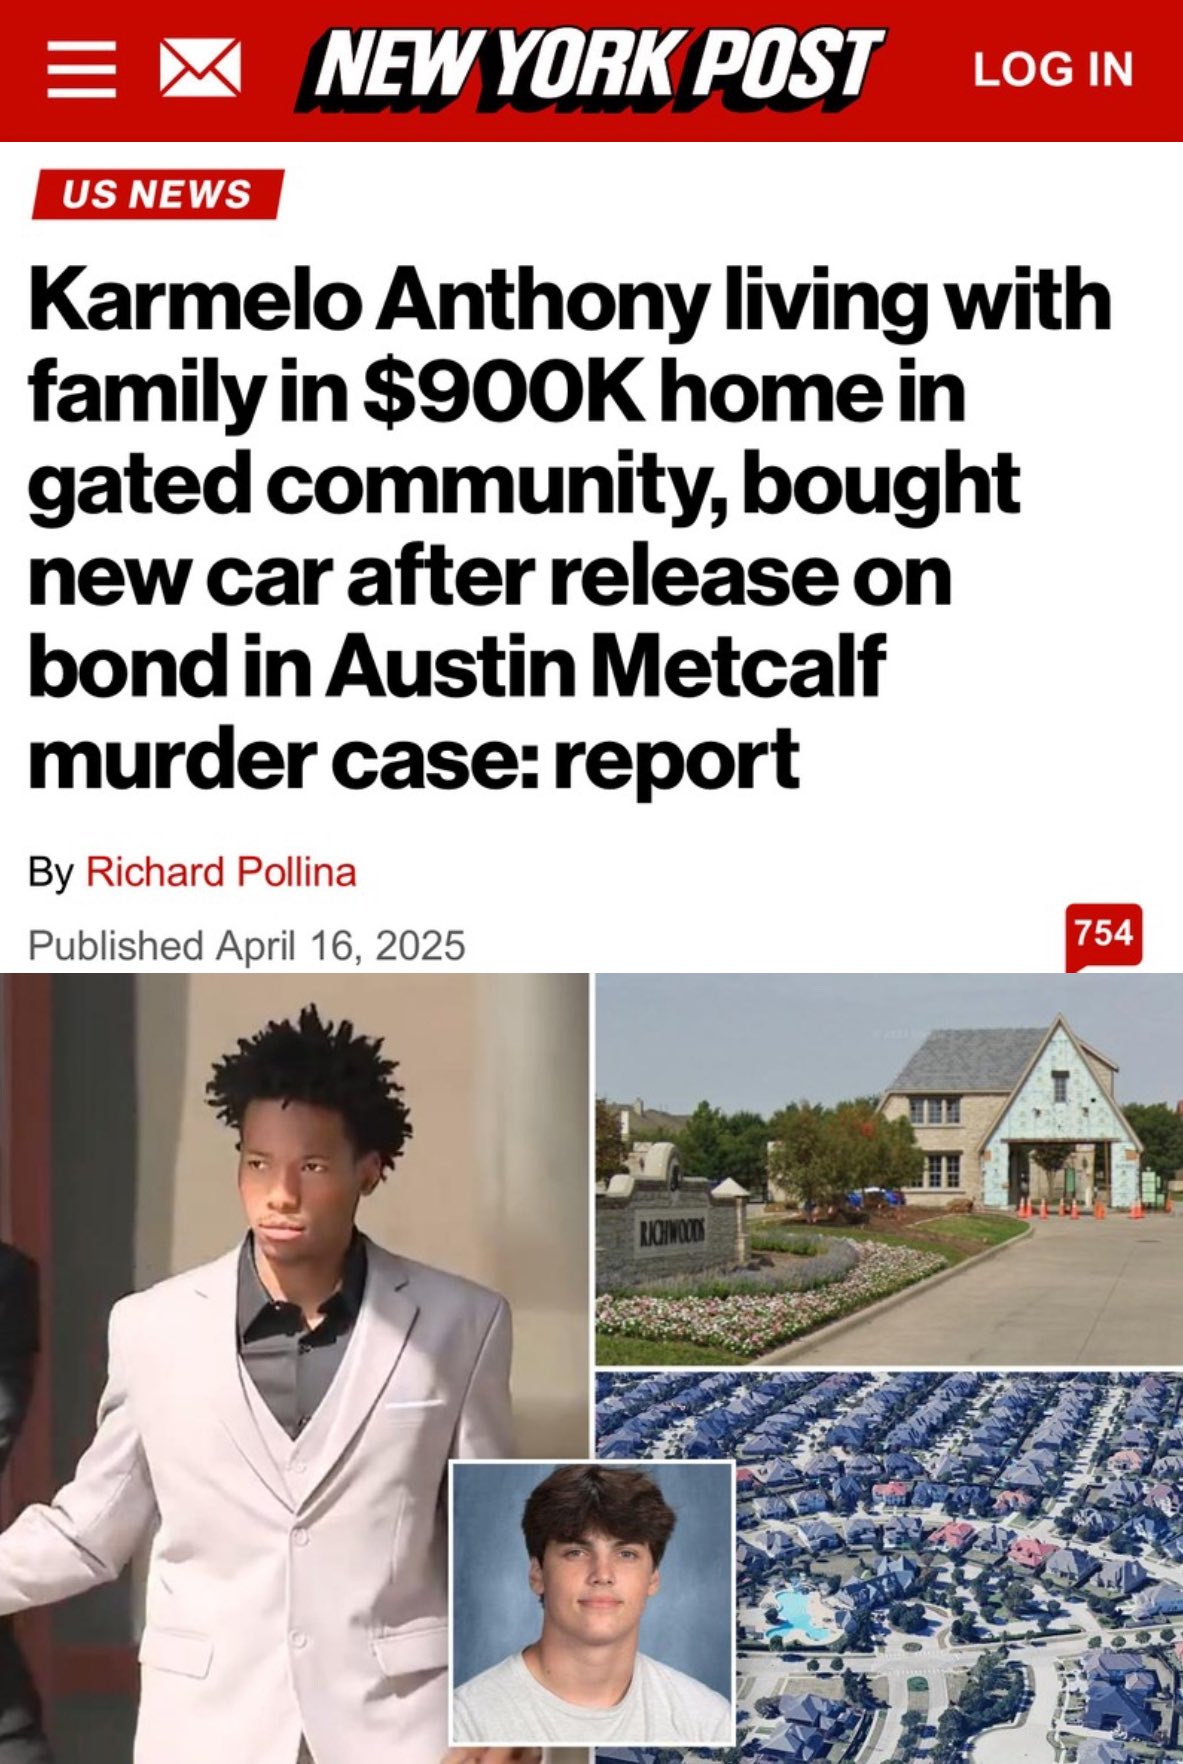 NEW YORK POST
LOG IN
US NEWS
Karmelo Anthony living with
family in $900K home in
gated community, bought
new car after release on
bond in Austin Metcalf
murder case: report
By Richard Pollina
Published April 16, 2025
754
RICHWOODS